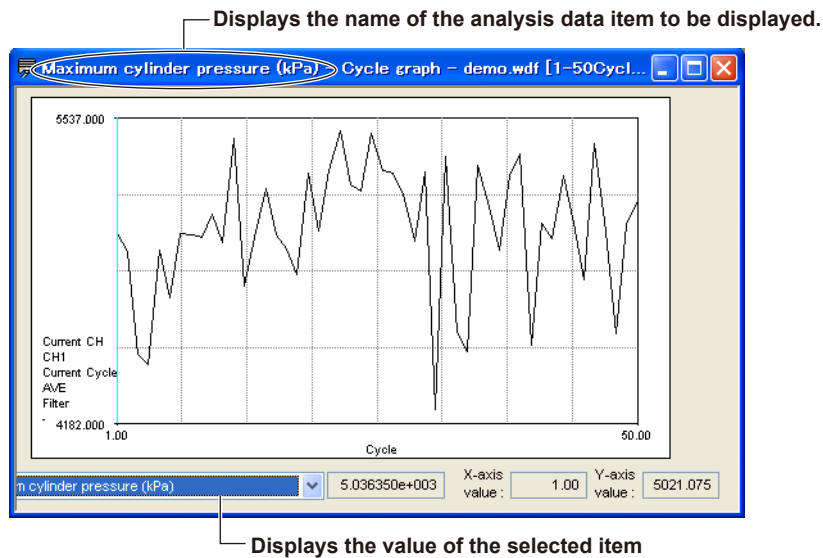 Displays the name of the analysis data item to be displayed.
Maximum cylinder pressure (kPa) - Cycle graph - demo.wdf [1-50Cycl...
5537.000
Current CH
CH1
Current Cycle
AVE
Filter
-
4182.000
1.00
50.00
Cycle
m cylinder pressure (kPa)
5.036350e+003
X-axis
value :
1.00
Y-axis
value :
5021.075
Displays the value of the selected item